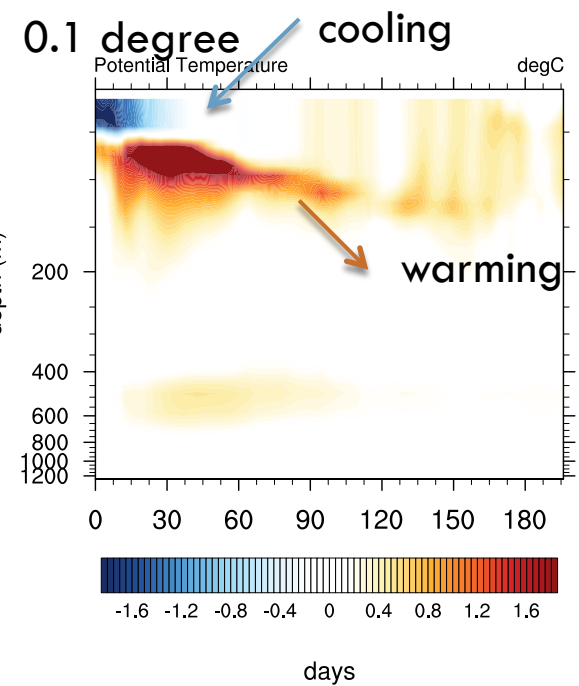 0.1 degree
cooling
Potential Temperature
degC
warming
200
400
600
800
1000
1200
0 30 60 90 120 150 180
-1.6 -1.2 -0.8 -0.4 0 0.4 0.8 1.2 1.6
days